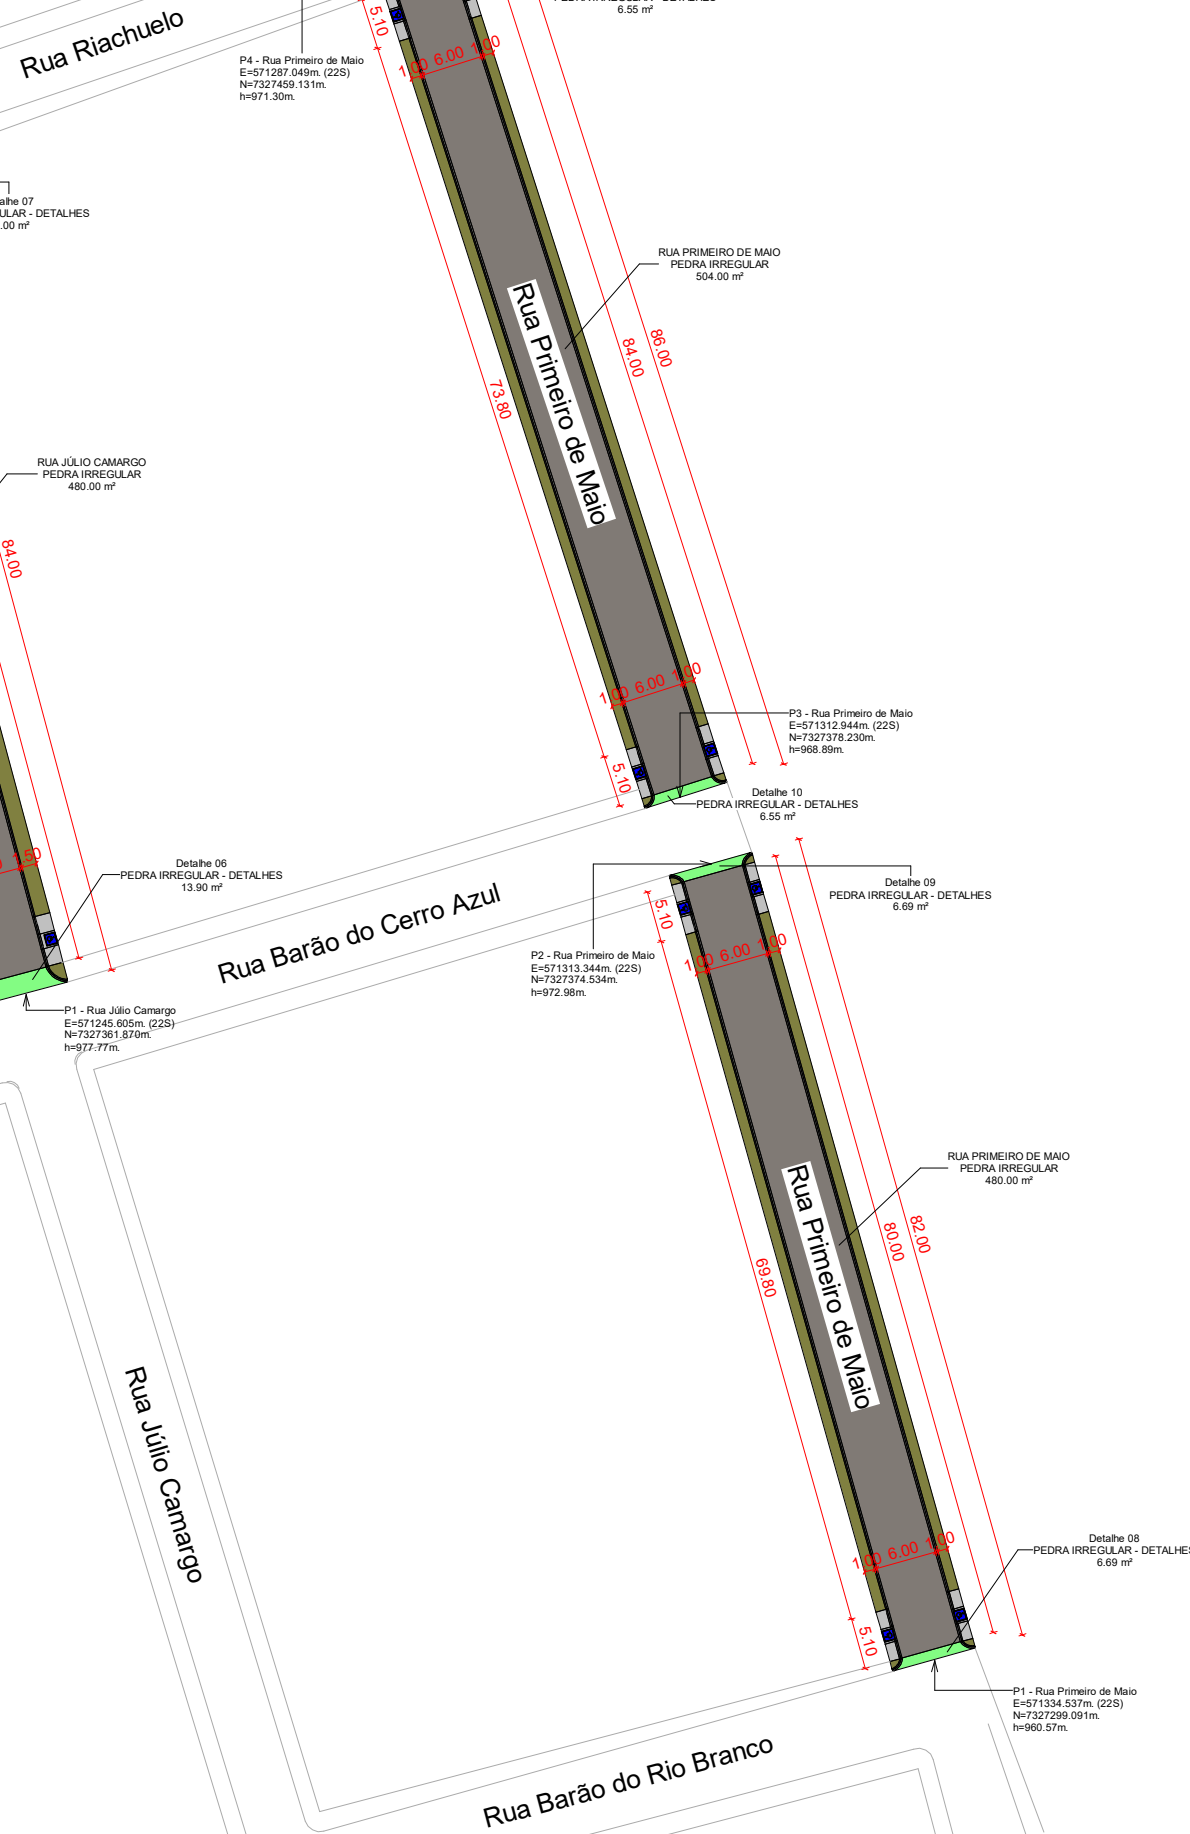 6.55 m²
Rua Riachuelo
5.10
P4 - Rua Primeiro de Maio
E=571287.049m. (22S)
N=7327459.131m.
h=971.30m.
1.00 6.00 1.00
alhe 07
ULAR - DETALHES
.00 m²
RUA PRIMEIRO DE MAIO
PEDRA IRREGULAR
504.00 m²
Rua Primeiro de Maio
84.00
86.00
73.80
RUA JÚLIO CAMARGO
PEDRA IRREGULAR
480.00 m²
84.00
1.00 6.00 1.00
P3 - Rua Primeiro de Maio
E=571312.944m. (22S)
N=7327378.230m.
h=968.89m.
5.10
Detalhe 10
PEDRA IRREGULAR - DETALHES
6.55 m²
1.50
Detalhe 06
PEDRA IRREGULAR - DETALHES
13.90 m²
Detalhe 09
PEDRA IRREGULAR - DETALHES
6.69 m²
Rua Barão do Cerro Azul
5.10
P2 - Rua Primeiro de Maio
E=571313.344m. (22S)
N=7327374.534m.
h=972.98m.
1.00 6.00 1.00
P1 - Rua Júlio Camargo
E=571245.605m. (22S)
N=7327361.870m.
h=977.77m.
RUA PRIMEIRO DE MAIO
PEDRA IRREGULAR
480.00 m²
Rua Primeiro de Maio
80.00
82.00
69.80
Rua Júlio Camargo
1.00 6.00 1.00
Detalhe 08
PEDRA IRREGULAR - DETALHES
6.69 m²
5.10
P1 - Rua Primeiro de Maio
E=571334.537m. (22S)
N=7327299.091m.
h=960.57m.
Rua Barão do Rio Branco